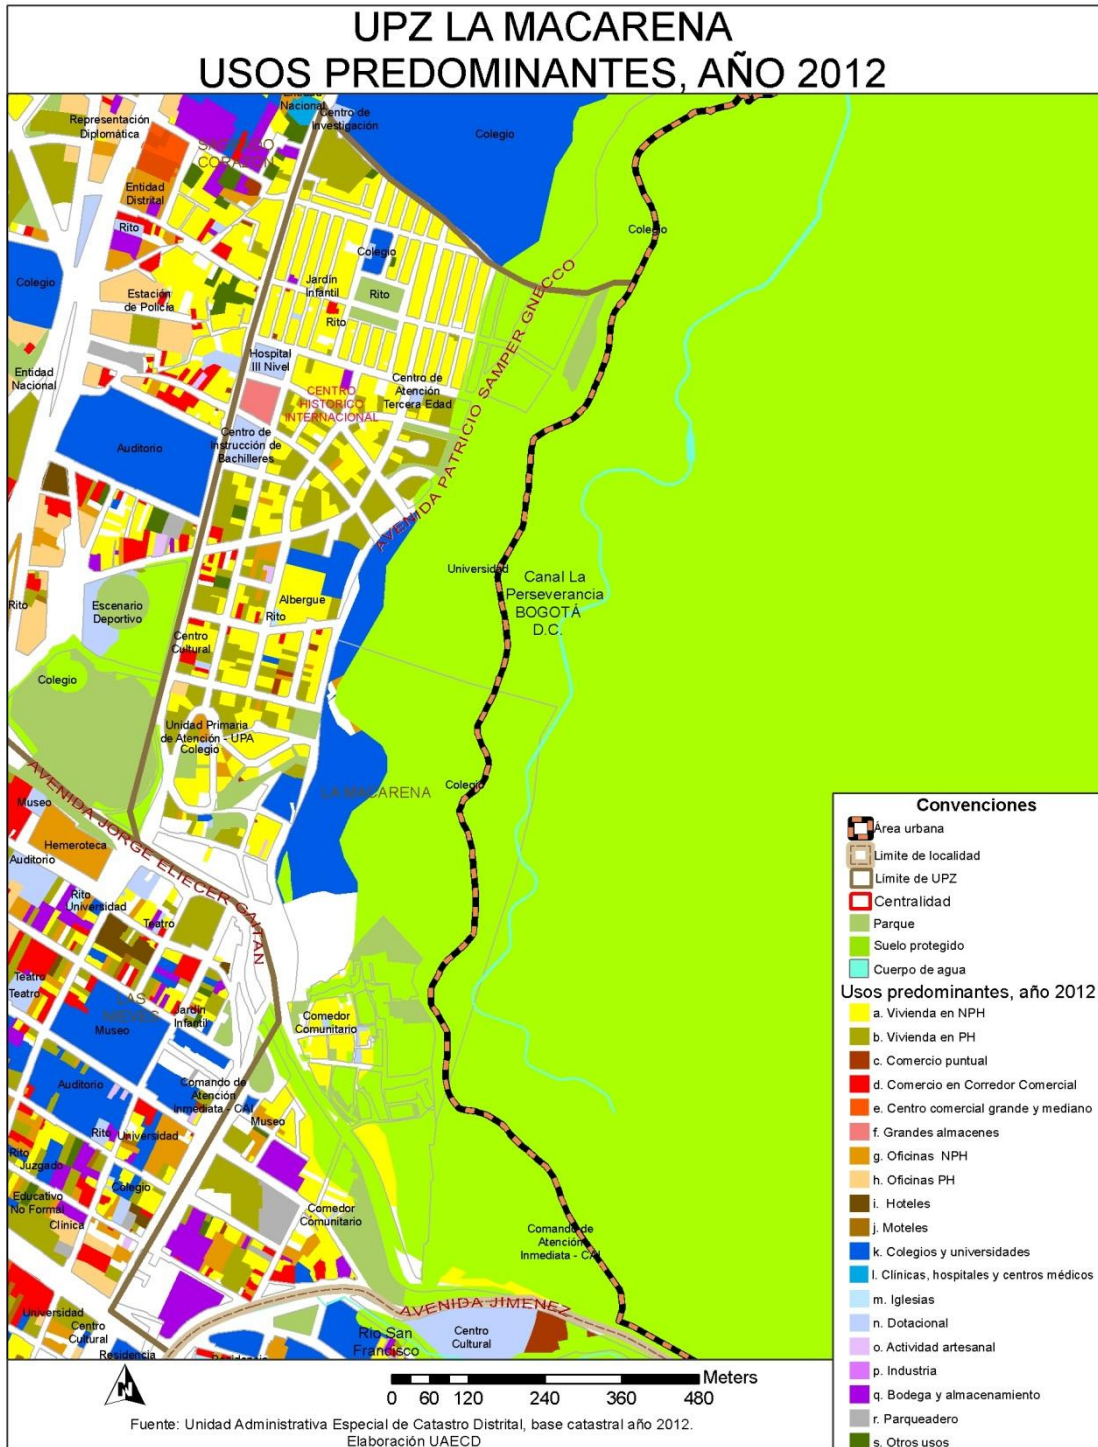 UPZ LA MACARENA
USOS PREDOMINANTES, AÑO 2012
Representación
Diplomática
Nacional
Centro de
Investigación
Colegio
Entidad
Distrital
Rito
Colegio
Colegio
Colegio
Jardín
Infantil
Rito
Rito
Estación
de Policía
Entidad
Nacional
Hospital
III Nivel
CENTRO
HISTORICO
INTERNACIONAL
Centro de
Atención
Tercera Edad
AVENIDA PATRICIO SAMPER GNECCO
Auditorio
Centro de
Instrucción de
Bachilleres
Universidad
Canal La
Perseverancia
BOGOTÁ
D.C.
Rito
Escenario
Deportivo
Albergue
Rito
Centro
Cultural
Colegio
Unidad Primaria
de Atención - UPA
Colegio
Colegio
LA MACARENA
AVENIDA JORGE ELIECER GAITAN
Museo
Hemeroteca
Auditorio
Rito
Universidad
Teatro
Teatro
Teatro
LAS
NIEVES
Museo
Jardín
Infantil
Comedor
Comunitario
Auditorio
Comando de
Atención
Inmediata - CAI
Museo
Rito
Universidad
Rito
Juzgado
Colegio
Educativo
No Formal
Clínica
Comedor
Comunitario
Comando de
Atención
Inmediata - CAI
AVENIDA JIMENEZ
Universidad
Centro
Cultural
Residencia
Río San
Francisco
Centro
Cultural
Convenciones
Área urbana
Limite de localidad
Límite de UPZ
Centralidad
Parque
Suelo protegido
Cuerpo de agua
Usos predominantes, año 2012
a. Vivienda en NPH
b. Vivienda en PH
c. Comercio puntual
d. Comercio en Corredor Comercial
e. Centro comercial grande y mediano
f. Grandes almacenes
g. Oficinas NPH
h. Oficinas PH
i. Hoteles
j. Moteles
k. Colegios y universidades
l. Clínicas, hospitales y centros médicos
m. Iglesias
n. Dotacional
o. Actividad artesanal
p. Industria
q. Bodega y almacenamiento
r. Parqueadero
s. Otros usos
N
Meters
0 60 120 240 360 480
Fuente: Unidad Administrativa Especial de Catastro Distrital, base catastral año 2012.
Elaboración UAECD